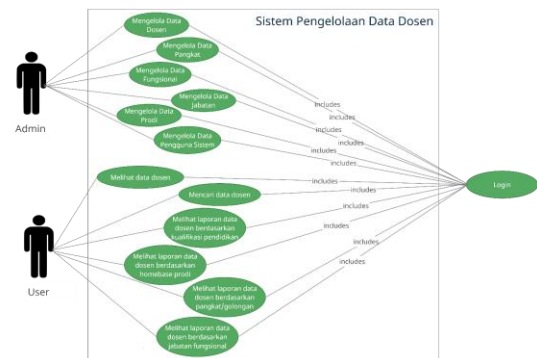 Sistem Pengelolaan Data Dosen
Mengelola Data
Dosen
Mengelola Data
Pangkat
Mengelola Data
Fungsional
Mengelola Data
Jabatan
Mengelola Data
Prodi
Mengelola Data
Pengguna Sistem
Admin
includes
includes
includes
includes
includes
includes
Login
Melihat data dosen
includes
Mencari data dosen
includes
Melihat laporan data
dosen berdasarkan
kualifikasi pendidikan
includes
Melihat laporan data
dosen berdasarkan
homebase prodi
includes
Melihat laporan data
dosen berdasarkan
pangkat/golongan
includes
Melihat laporan data
dosen berdasarkan
jabatan fungsional
includes
User